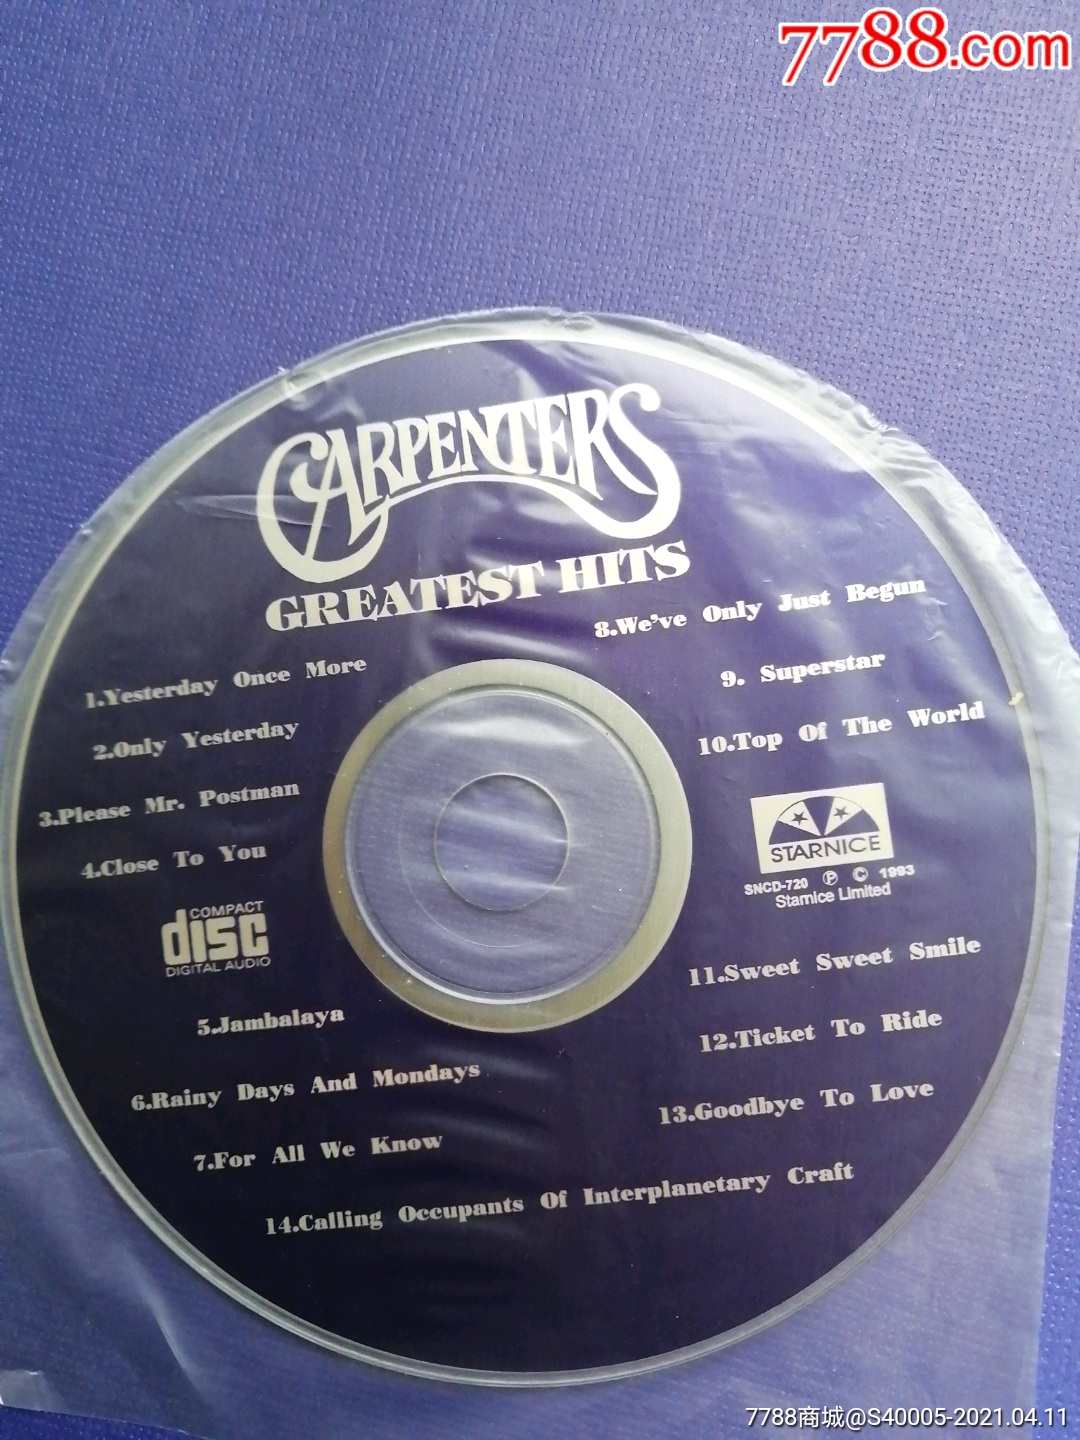 7788.com
CARPENTERS
GREATEST HITS
1.Yesterday Once More
2.Only Yesterday
3.Please Mr. Postman
4.Close To You
COMPACT
disc
DIGITAL AUDIO
5.Jambalaya
6.Rainy Days And Mondays
7.For All We Know
8.We've Only Just Begun
9. Superstar
10.Top Of The World
STARNICE
SNCD-720 Ⓟ © 1993
Starnice Limited
11.Sweet Sweet Smile
12.Ticket To Ride
13.Goodbye To Love
14.Calling Occupants Of Interplanetary Craft
7788商城@S40005-2021.04.11